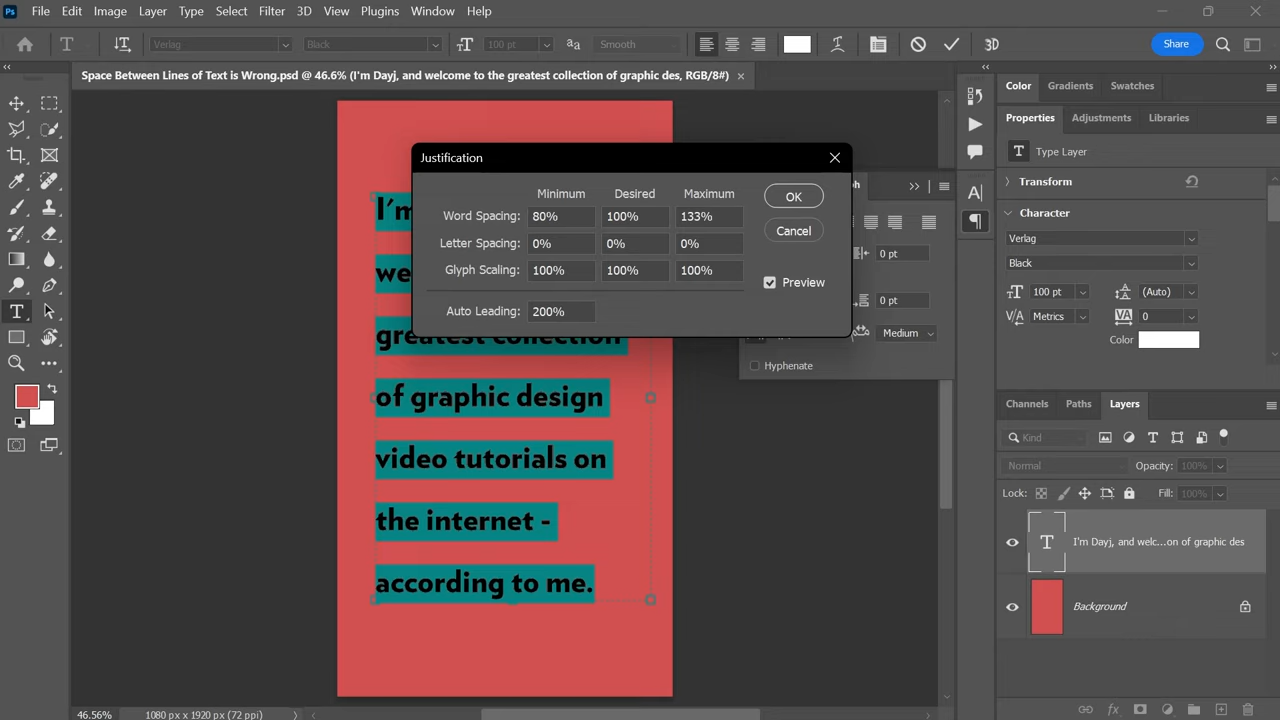 Ps File Edit Image Layer Type Select Filter 3D View Plugins Window Help
Verlag Black 100 pt Smooth 3D Share
Space Between Lines of Text is Wrong.psd @ 46.6% (I'm Dayj, and welcome to the greatest collection of graphic des, RGB/8#) ×
Color Gradients Swatches
Properties Adjustments Libraries
T Type Layer
Transform
Character
Verlag
Black
100 pt (Auto)
Metrics 0
Color
Justification
Minimum Desired Maximum
Word Spacing: 80% 100% 133%
Letter Spacing: 0% 0% 0%
Glyph Scaling: 100% 100% 100%
Auto Leading: 200%
OK
Cancel
Preview
0 pt
0 pt
Medium
Hyphenate
of graphic design
video tutorials on
the internet -
according to me.
Channels Paths Layers
Kind
Normal Opacity: 100%
Lock: Fill: 100%
T I'm Dayj, and welc...on of graphic des
Background
46.56% 1080 px x 1920 px (72 ppi)